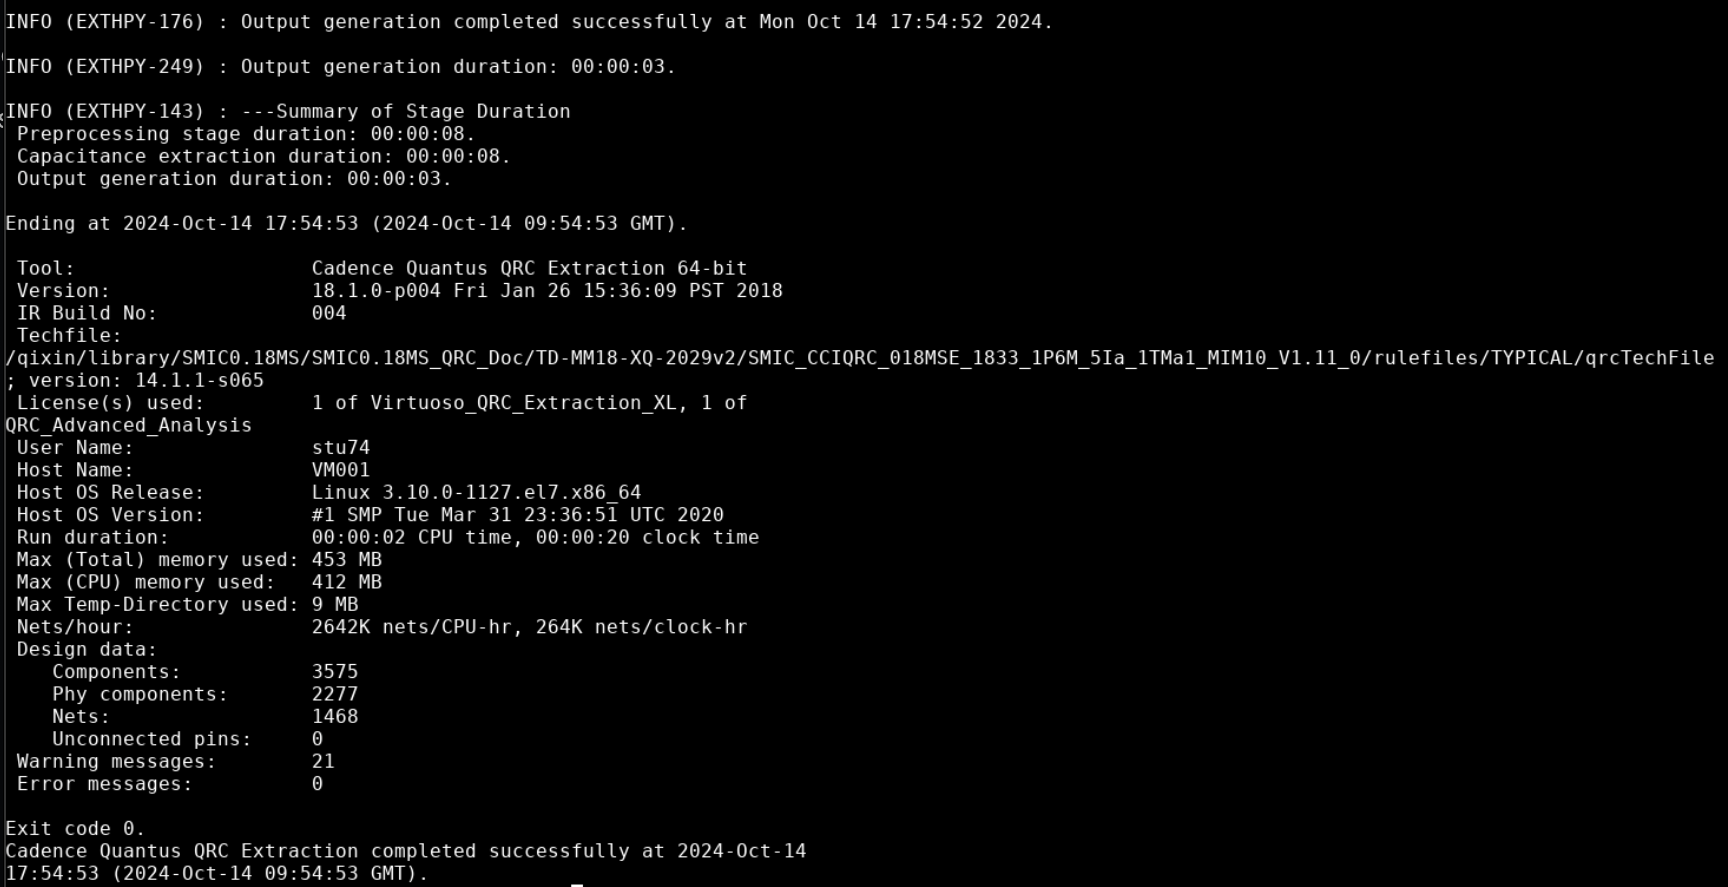 INFO (EXTHPY-176) : Output generation completed successfully at Mon Oct 14 17:54:52 2024.
INFO (EXTHPY-249) : Output generation duration: 00:00:03.
INFO (EXTHPY-143) : ---Summary of Stage Duration
Preprocessing stage duration: 00:00:08.
Capacitance extraction duration: 00:00:08.
Output generation duration: 00:00:03.
Ending at 2024-Oct-14 17:54:53 (2024-Oct-14 09:54:53 GMT).
Tool: Cadence Quantus QRC Extraction 64-bit
Version: 18.1.0-p004 Fri Jan 26 15:36:09 PST 2018
IR Build No: 004
Techfile:
/qixin/library/SMIC0.18MS/SMIC0.18MS_QRC_Doc/TD-MM18-XQ-2029v2/SMIC_CCIQRC_018MSE_1833_1P6M_5Ia_1TMa1_MIM10_V1.11_0/rulefiles/TYPICAL/qrcTechFile
; version: 14.1.1-s065
License(s) used: 1 of Virtuoso_QRC_Extraction_XL, 1 of
QRC_Advanced_Analysis
User Name: stu74
Host Name: VM001
Host OS Release: Linux 3.10.0-1127.el7.x86_64
Host OS Version: #1 SMP Tue Mar 31 23:36:51 UTC 2020
Run duration: 00:00:02 CPU time, 00:00:20 clock time
Max (Total) memory used: 453 MB
Max (CPU) memory used: 412 MB
Max Temp-Directory used: 9 MB
Nets/hour: 2642K nets/CPU-hr, 264K nets/clock-hr
Design data:
Components: 3575
Phy components: 2277
Nets: 1468
Unconnected pins: 0
Warning messages: 21
Error messages: 0
Exit code 0.
Cadence Quantus QRC Extraction completed successfully at 2024-Oct-14
17:54:53 (2024-Oct-14 09:54:53 GMT).